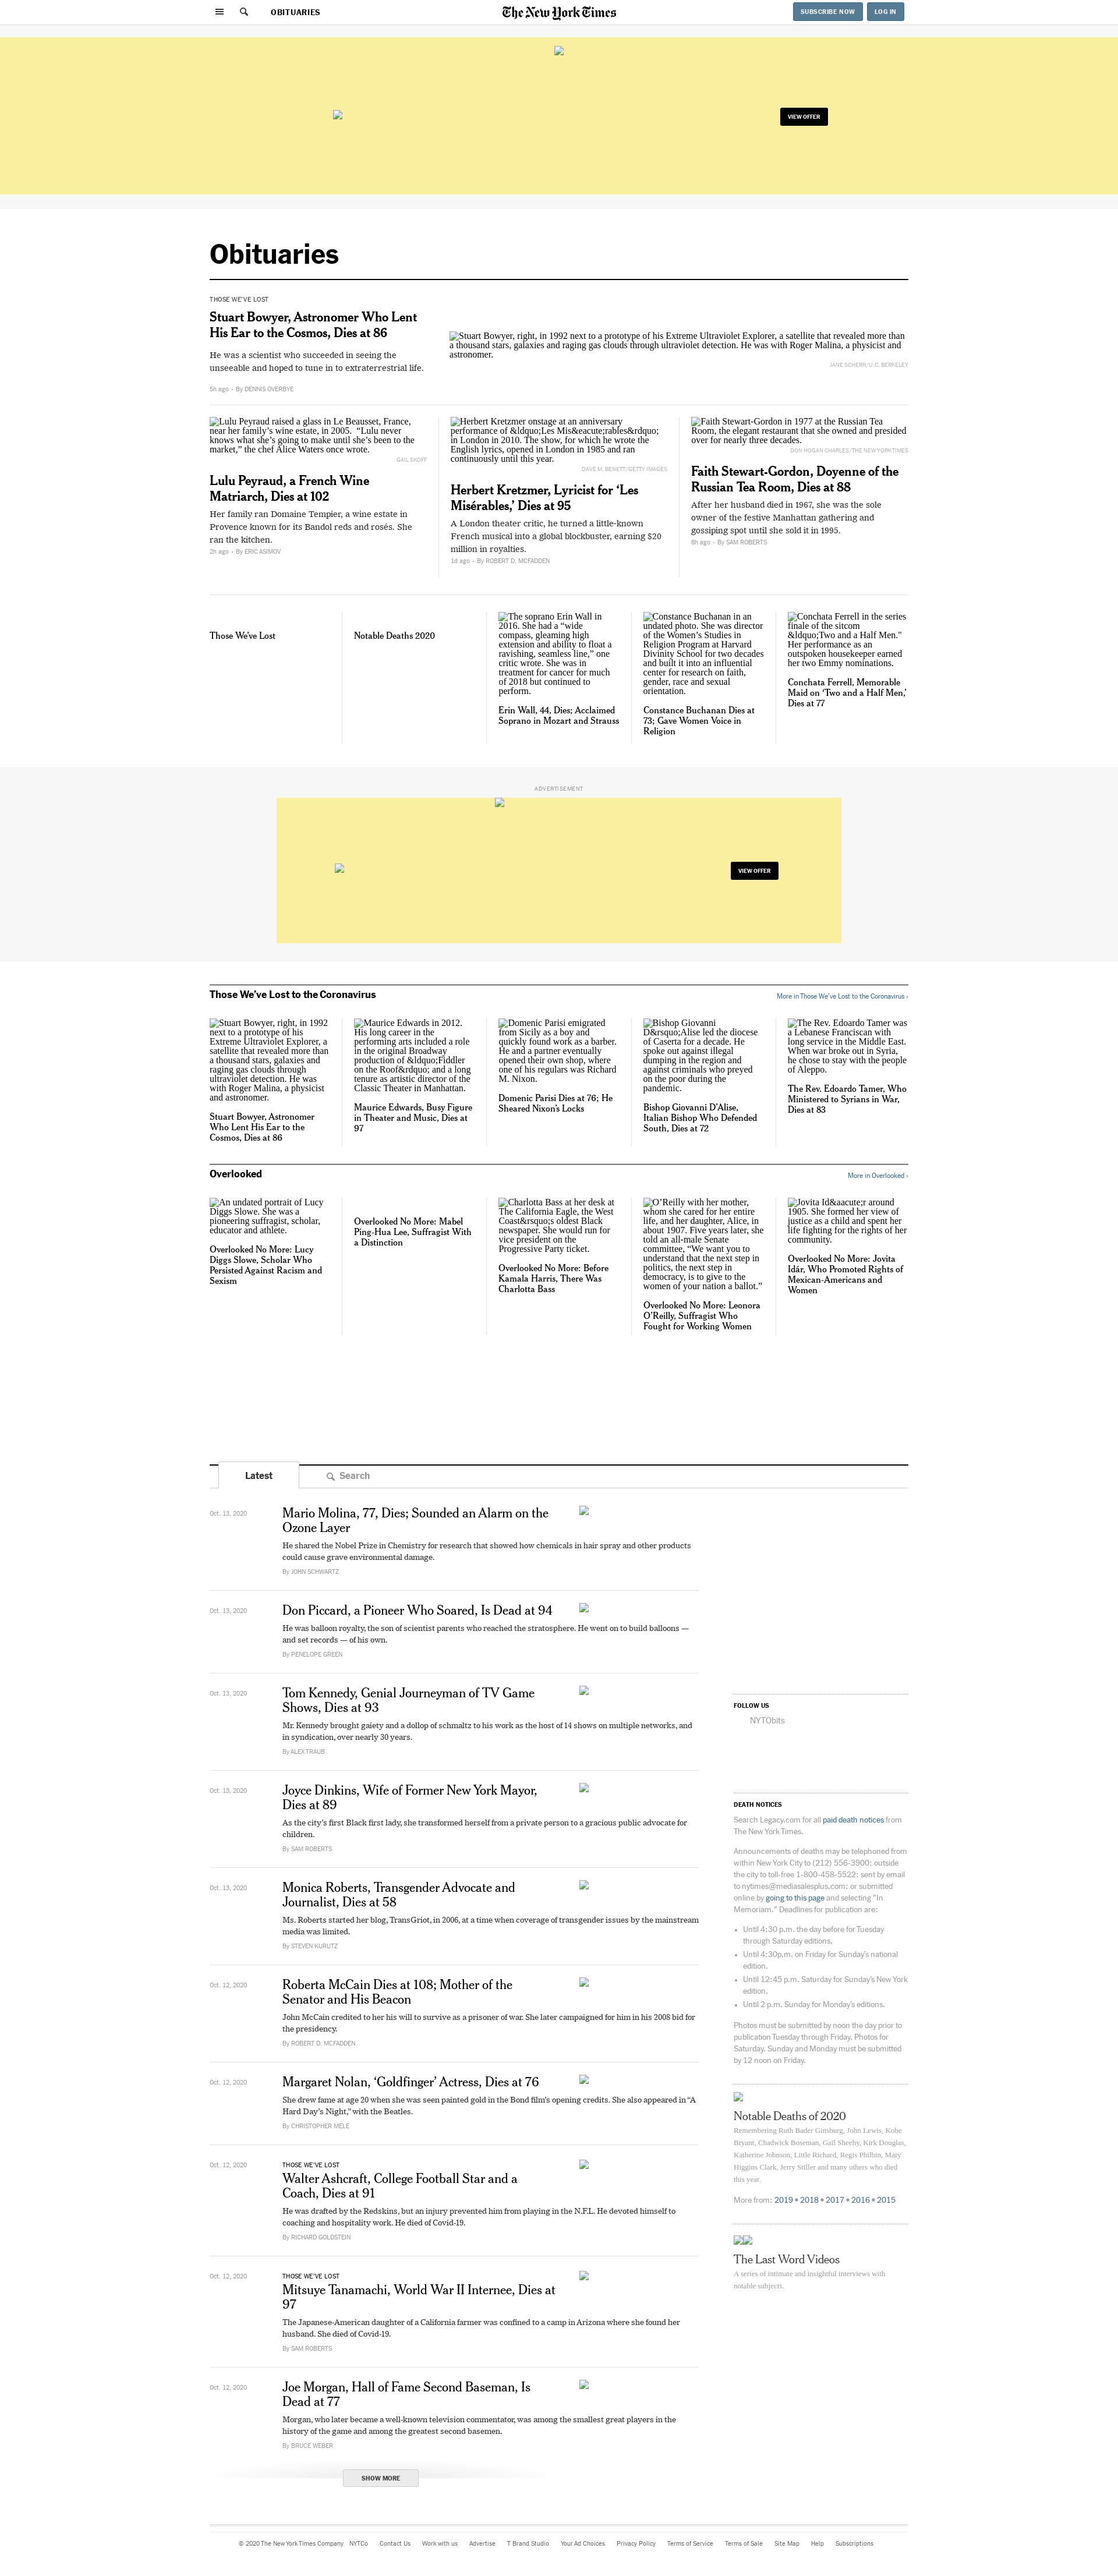 OBITUARIES
The New York Times
SUBSCRIBE NOW
LOG IN
VIEW OFFER
Obituaries
THOSE WE'VE LOST
Stuart Bowyer, Astronomer Who Lent
His Ear to the Cosmos, Dies at 86
He was a scientist who succeeded in seeing the
unseeable and hoped to tune in to extraterrestrial life.
5h ago • By DENNIS OVERBYE
Stuart Bowyer, right, in 1992 next to a prototype of his Extreme Ultraviolet Explorer, a satellite that revealed more than
a thousand stars, galaxies and raging gas clouds through ultraviolet detection. He was with Roger Malina, a physicist and
astronomer.
JANE SCHERR/U.C. BERKELEY
Lulu Peyraud raised a glass in Le Beausset, France,
near her family's wine estate, in 2005. “Lulu never
knows what she's going to make until she's been to the
market,” the chef Alice Waters once wrote.
GAIL SKOFF
Lulu Peyraud, a French Wine
Matriarch, Dies at 102
Her family ran Domaine Tempier, a wine estate in
Provence known for its Bandol reds and rosés. She
ran the kitchen.
2h ago • By ERIC ASIMOV
Herbert Kretzmer onstage at an anniversary
performance of &ldquo;Les Mis&eacute;rables&rdquo;
in London in 2010. The show, for which he wrote the
English lyrics, opened in London in 1985 and ran
continuously until this year.
DAVE M. BENETT/GETTY IMAGES
Herbert Kretzmer, Lyricist for ‘Les
Misérables,’ Dies at 95
A London theater critic, he turned a little-known
French musical into a global blockbuster, earning $20
million in royalties.
1d ago • By ROBERT D. MCFADDEN
Faith Stewart-Gordon in 1977 at the Russian Tea
Room, the elegant restaurant that she owned and presided
over for nearly three decades.
DON HOGAN CHARLES/THE NEW YORK TIMES
Faith Stewart-Gordon, Doyenne of the
Russian Tea Room, Dies at 88
After her husband died in 1967, she was the sole
owner of the festive Manhattan gathering and
gossiping spot until she sold it in 1995.
8h ago • By SAM ROBERTS
Those We’ve Lost
Notable Deaths 2020
The soprano Erin Wall in
2016. She had a “wide
compass, gleaming high
extension and ability to float a
ravishing, seamless line,” one
critic wrote. She was in
treatment for cancer for much
of 2018 but continued to
perform.
Erin Wall, 44, Dies; Acclaimed
Soprano in Mozart and Strauss
Constance Buchanan in an
undated photo. She was director
of the Women’s Studies in
Religion Program at Harvard
Divinity School for two decades
and built it into an influential
center for research on faith,
gender, race and sexual
orientation.
Constance Buchanan Dies at
73; Gave Women Voice in
Religion
Conchata Ferrell in the series
finale of the sitcom
&ldquo;Two and a Half Men."
Her performance as an
outspoken housekeeper earned
her two Emmy nominations.
Conchata Ferrell, Memorable
Maid on ‘Two and a Half Men,’
Dies at 77
ADVERTISEMENT
VIEW OFFER
Those We’ve Lost to the Coronavirus
More in Those We’ve Lost to the Coronavirus ›
Stuart Bowyer, right, in 1992
next to a prototype of his
Extreme Ultraviolet Explorer, a
satellite that revealed more than
a thousand stars, galaxies and
raging gas clouds through
ultraviolet detection. He was
with Roger Malina, a physicist
and astronomer.
Stuart Bowyer, Astronomer
Who Lent His Ear to the
Cosmos, Dies at 86
Maurice Edwards in 2012.
His long career in the
performing arts included a role
in the original Broadway
production of &ldquo;Fiddler
on the Roof&rdquo; and a long
tenure as artistic director of the
Classic Theater in Manhattan.
Maurice Edwards, Busy Figure
in Theater and Music, Dies at
97
Domenic Parisi emigrated
from Sicily as a boy and
quickly found work as a barber.
He and a partner eventually
opened their own shop, where
one of his regulars was Richard
M. Nixon.
Domenic Parisi Dies at 76; He
Sheared Nixon’s Locks
Bishop Giovanni
D&rsquo;Alise led the diocese
of Caserta for a decade. He
spoke out against illegal
dumping in the region and
against criminals who preyed
on the poor during the
pandemic.
Bishop Giovanni D’Alise,
Italian Bishop Who Defended
South, Dies at 72
The Rev. Edoardo Tamer was
a Lebanese Franciscan with
long service in the Middle East.
When war broke out in Syria,
he chose to stay with the people
of Aleppo.
The Rev. Edoardo Tamer, Who
Ministered to Syrians in War,
Dies at 83
Overlooked
More in Overlooked ›
An undated portrait of Lucy
Diggs Slowe. She was a
pioneering suffragist, scholar,
educator and athlete.
Overlooked No More: Lucy
Diggs Slowe, Scholar Who
Persisted Against Racism and
Sexism
Overlooked No More: Mabel
Ping-Hua Lee, Suffragist With
a Distinction
Charlotta Bass at her desk at
The California Eagle, the West
Coast&rsquo;s oldest Black
newspaper. She would run for
vice president on the
Progressive Party ticket.
Overlooked No More: Before
Kamala Harris, There Was
Charlotta Bass
O’Reilly with her mother,
whom she cared for her entire
life, and her daughter, Alice, in
about 1907. Five years later, she
told an all-male Senate
committee, “We want you to
understand that the next step in
politics, the next step in
democracy, is to give to the
women of your nation a ballot.”
Overlooked No More: Leonora
O’Reilly, Suffragist Who
Fought for Working Women
Jovita Id&aacute;r around
1905. She formed her view of
justice as a child and spent her
life fighting for the rights of her
community.
Overlooked No More: Jovita
Idár, Who Promoted Rights of
Mexican-Americans and
Women
Latest
Search
Oct. 13, 2020
Mario Molina, 77, Dies; Sounded an Alarm on the
Ozone Layer
He shared the Nobel Prize in Chemistry for research that showed how chemicals in hair spray and other products
could cause grave environmental damage.
By JOHN SCHWARTZ
Oct. 13, 2020
Don Piccard, a Pioneer Who Soared, Is Dead at 94
He was balloon royalty, the son of scientist parents who reached the stratosphere. He went on to build balloons —
and set records — of his own.
By PENELOPE GREEN
Oct. 13, 2020
Tom Kennedy, Genial Journeyman of TV Game
Shows, Dies at 93
Mr. Kennedy brought gaiety and a dollop of schmaltz to his work as the host of 14 shows on multiple networks, and
in syndication, over nearly 30 years.
By ALEX TRAUB
Oct. 13, 2020
Joyce Dinkins, Wife of Former New York Mayor,
Dies at 89
As the city’s first Black first lady, she transformed herself from a private person to a gracious public advocate for
children.
By SAM ROBERTS
Oct. 13, 2020
Monica Roberts, Transgender Advocate and
Journalist, Dies at 58
Ms. Roberts started her blog, TransGriot, in 2006, at a time when coverage of transgender issues by the mainstream
media was limited.
By STEVEN KURUTZ
Oct. 12, 2020
Roberta McCain Dies at 108; Mother of the
Senator and His Beacon
John McCain credited to her his will to survive as a prisoner of war. She later campaigned for him in his 2008 bid for
the presidency.
By ROBERT D. MCFADDEN
Oct. 12, 2020
Margaret Nolan, ‘Goldfinger’ Actress, Dies at 76
She drew fame at age 20 when she was seen painted gold in the Bond film’s opening credits. She also appeared in “A
Hard Day’s Night,” with the Beatles.
By CHRISTOPHER MELE
Oct. 12, 2020
THOSE WE’VE LOST
Walter Ashcraft, College Football Star and a
Coach, Dies at 91
He was drafted by the Redskins, but an injury prevented him from playing in the N.F.L. He devoted himself to
coaching and hospitality work. He died of Covid-19.
By RICHARD GOLDSTEIN
Oct. 12, 2020
THOSE WE’VE LOST
Mitsuye Tanamachi, World War II Internee, Dies at
97
The Japanese-American daughter of a California farmer was confined to a camp in Arizona where she found her
husband. She died of Covid-19.
By SAM ROBERTS
Oct. 12, 2020
Joe Morgan, Hall of Fame Second Baseman, Is
Dead at 77
Morgan, who later became a well-known television commentator, was among the smallest great players in the
history of the game and among the greatest second basemen.
By BRUCE WEBER
SHOW MORE
FOLLOW US
NYTObits
DEATH NOTICES
Search Legacy.com for all paid death notices from
The New York Times.
Announcements of deaths may be telephoned from
within New York City to (212) 556-3900; outside
the city to toll-free 1-800-458-5522; sent by email
to nytimes@mediasalesplus.com; or submitted
online by going to this page and selecting "In
Memoriam." Deadlines for publication are:
• Until 4:30 p.m. the day before for Tuesday
through Saturday editions.
• Until 4:30p.m. on Friday for Sunday's national
edition.
• Until 12:45 p.m. Saturday for Sunday's New York
edition.
• Until 2 p.m. Sunday for Monday's editions.
Photos must be submitted by noon the day prior to
publication Tuesday through Friday. Photos for
Saturday, Sunday and Monday must be submitted
by 12 noon on Friday.
Notable Deaths of 2020
Remembering Ruth Bader Ginsburg, John Lewis, Kobe
Bryant, Chadwick Boseman, Gail Sheehy, Kirk Douglas,
Katherine Johnson, Little Richard, Regis Philbin, Mary
Higgins Clark, Jerry Stiller and many others who died
this year.
More from: 2019 • 2018 • 2017 • 2016 • 2015
The Last Word Videos
A series of intimate and insightful interviews with
notable subjects.
© 2020 The New York Times Company NYTCo Contact Us Work with us Advertise T Brand Studio Your Ad Choices Privacy Policy Terms of Service Terms of Sale Site Map Help Subscriptions